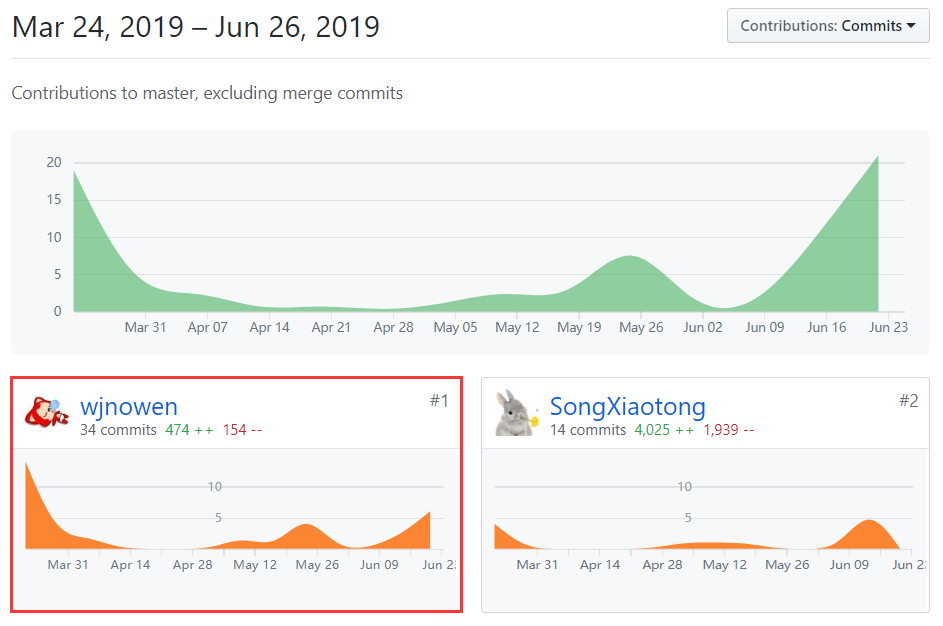 Mar 24, 2019 – Jun 26, 2019
Contributions: Commits
Contributions to master, excluding merge commits
20
15
10
5
0
Mar 31 Apr 07 Apr 14 Apr 21 Apr 28 May 05 May 12 May 19 May 26 Jun 02 Jun 09 Jun 16 Jun 23
wjnowen #1
34 commits 474 ++ 154 --
10
5
Mar 31 Apr 14 Apr 28 May 12 May 26 Jun 09 Jun 2
SongXiaotong #2
14 commits 4,025 ++ 1,939 --
10
5
Mar 31 Apr 14 Apr 28 May 12 May 26 Jun 09 Jun 2